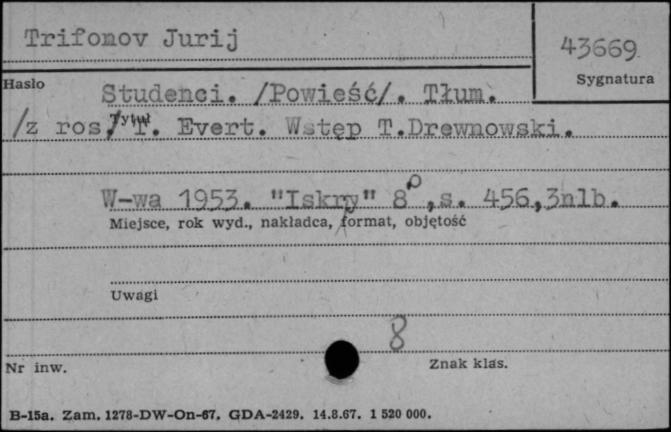 Trifonov Jurij
43669
Hasło
Sygnatura
Studenci. /Powieść/. Tłum.
/z ros./ T. Evert. Wstęp T.Drewnowski.
Tytuł
W-wa 1953. "Iskry" 8°,s. 456,3nlb.
Miejsce, rok wyd., nakładca, format, objętość
Uwagi
8
Nr inw.
Znak klas.
B-15a. Zam. 1278-DW-On-67. GDA-2429. 14.8.67. 1 520 000.